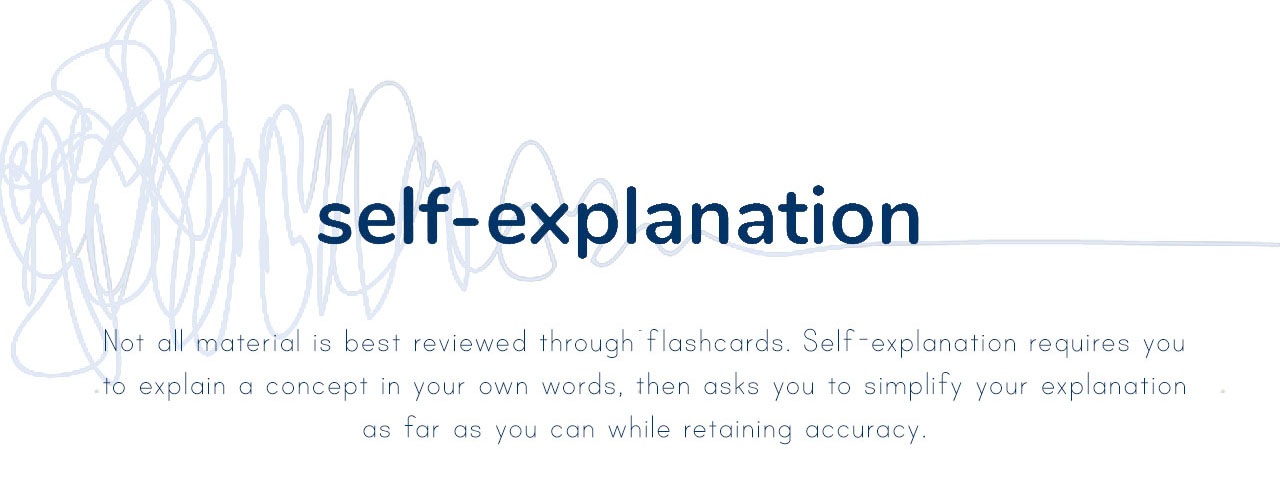 self-explanation
Not all material is best reviewed through flashcards. Self-explanation requires you
to explain a concept in your own words, then asks you to simplify your explanation
as far as you can while retaining accuracy.